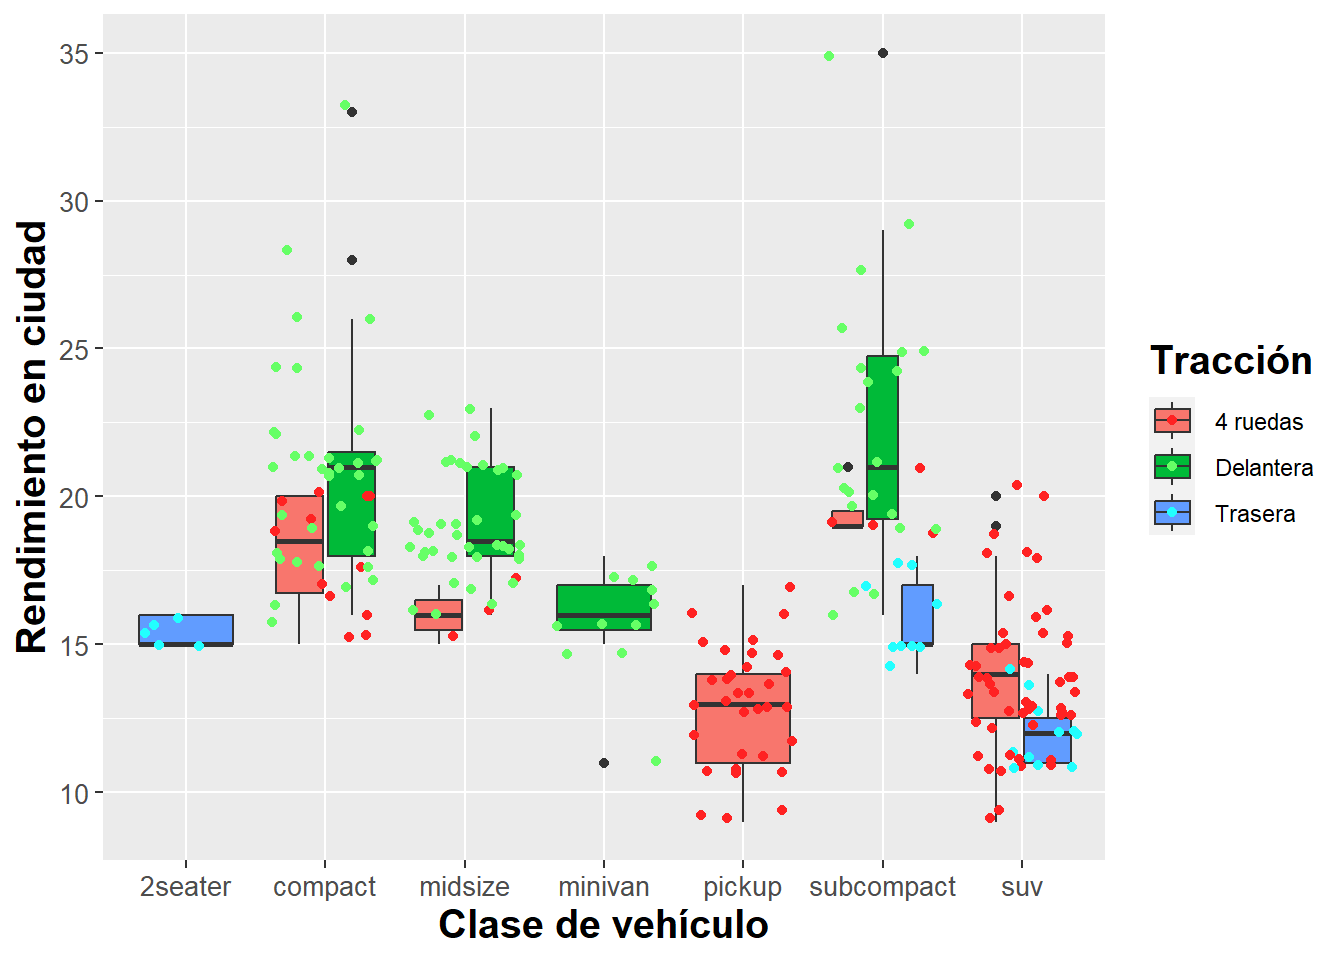 35
30
25
20
15
10
Rendimiento en ciudad
2seater
compact
midsize
minivan
pickup
subcompact
suv
Clase de vehículo
Tracción
4 ruedas
Delantera
Trasera